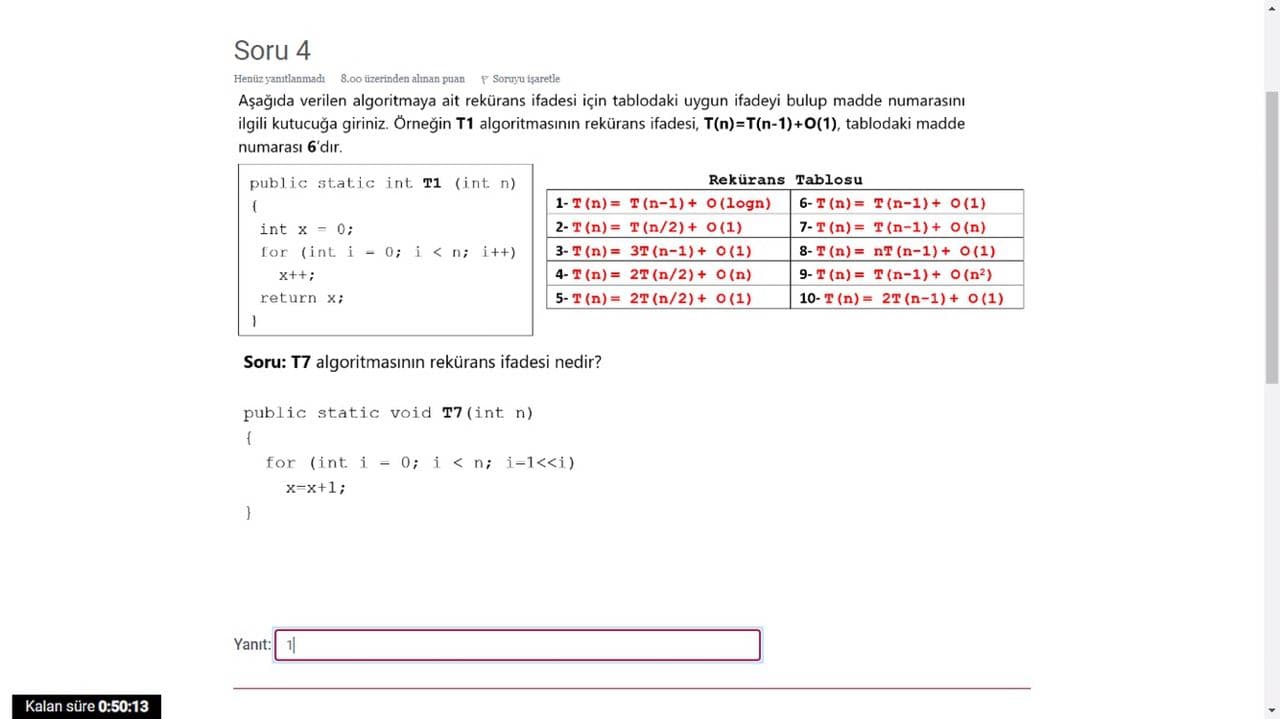 Soru 4
Henüz yanıtlanmadı 8,00 üzerinden alınan puan Soruyu işaretle
Aşağıda verilen algoritmaya ait rekürans ifadesi için tablodaki uygun ifadeyi bulup madde numarasını
ilgili kutucuğa giriniz. Örneğin T1 algoritmasının rekürans ifadesi, T(n)=T(n-1)+O(1), tablodaki madde
numarası 6'dır.
public static int T1 (int n)
{
int x = 0;
for (int i = 0; i < n; i++)
x++;
return x;
}
Rekürans Tablosu
1- T(n)= T(n-1)+ O(logn) 6- T(n)= T(n-1)+ O(1)
2- T(n)= T(n/2)+ O(1) 7- T(n)= T(n-1)+ O(n)
3- T(n)= 3T(n-1)+ O(1) 8- T(n)= nT(n-1)+ O(1)
4- T(n)= 2T(n/2)+ O(n) 9- T(n)= T(n-1)+ O(n²)
5- T(n)= 2T(n/2)+ O(1) 10- T(n)= 2T(n-1)+ O(1)
Soru: T7 algoritmasının rekürans ifadesi nedir?
public static void T7(int n)
{
for (int i = 0; i < n; i=1<<i)
x=x+1;
}
Yanıt: 1
Kalan süre 0:50:13